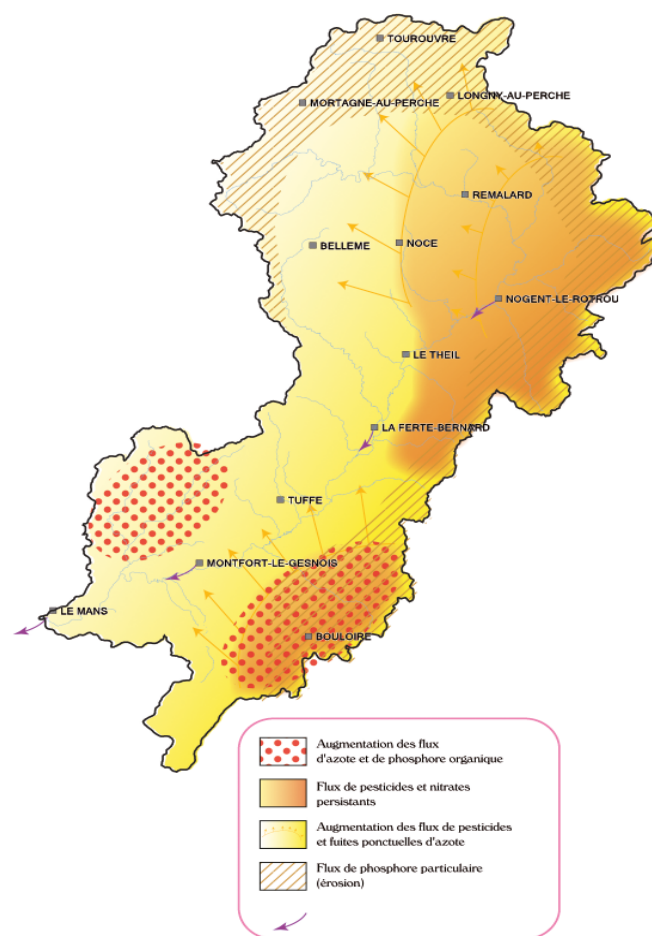 TOUROUVRE
MORTAGNE-AU-PERCHE
LONGNY-AU-PERCHE
REMALARD
BELLEME
NOCE
NOGENT-LE-ROTROU
LE THEIL
LA FERTE-BERNARD
TUFFE
MONTFORT-LE-GESNOIS
LE MANS
BOULOIRE
Augmentation des flux
d'azote et de phosphore organique
Flux de pesticides et nitrates
persistants
Augmentation des flux de pesticides
et fuites ponctuelles d'azote
Flux de phosphore particulaire
(érosion)